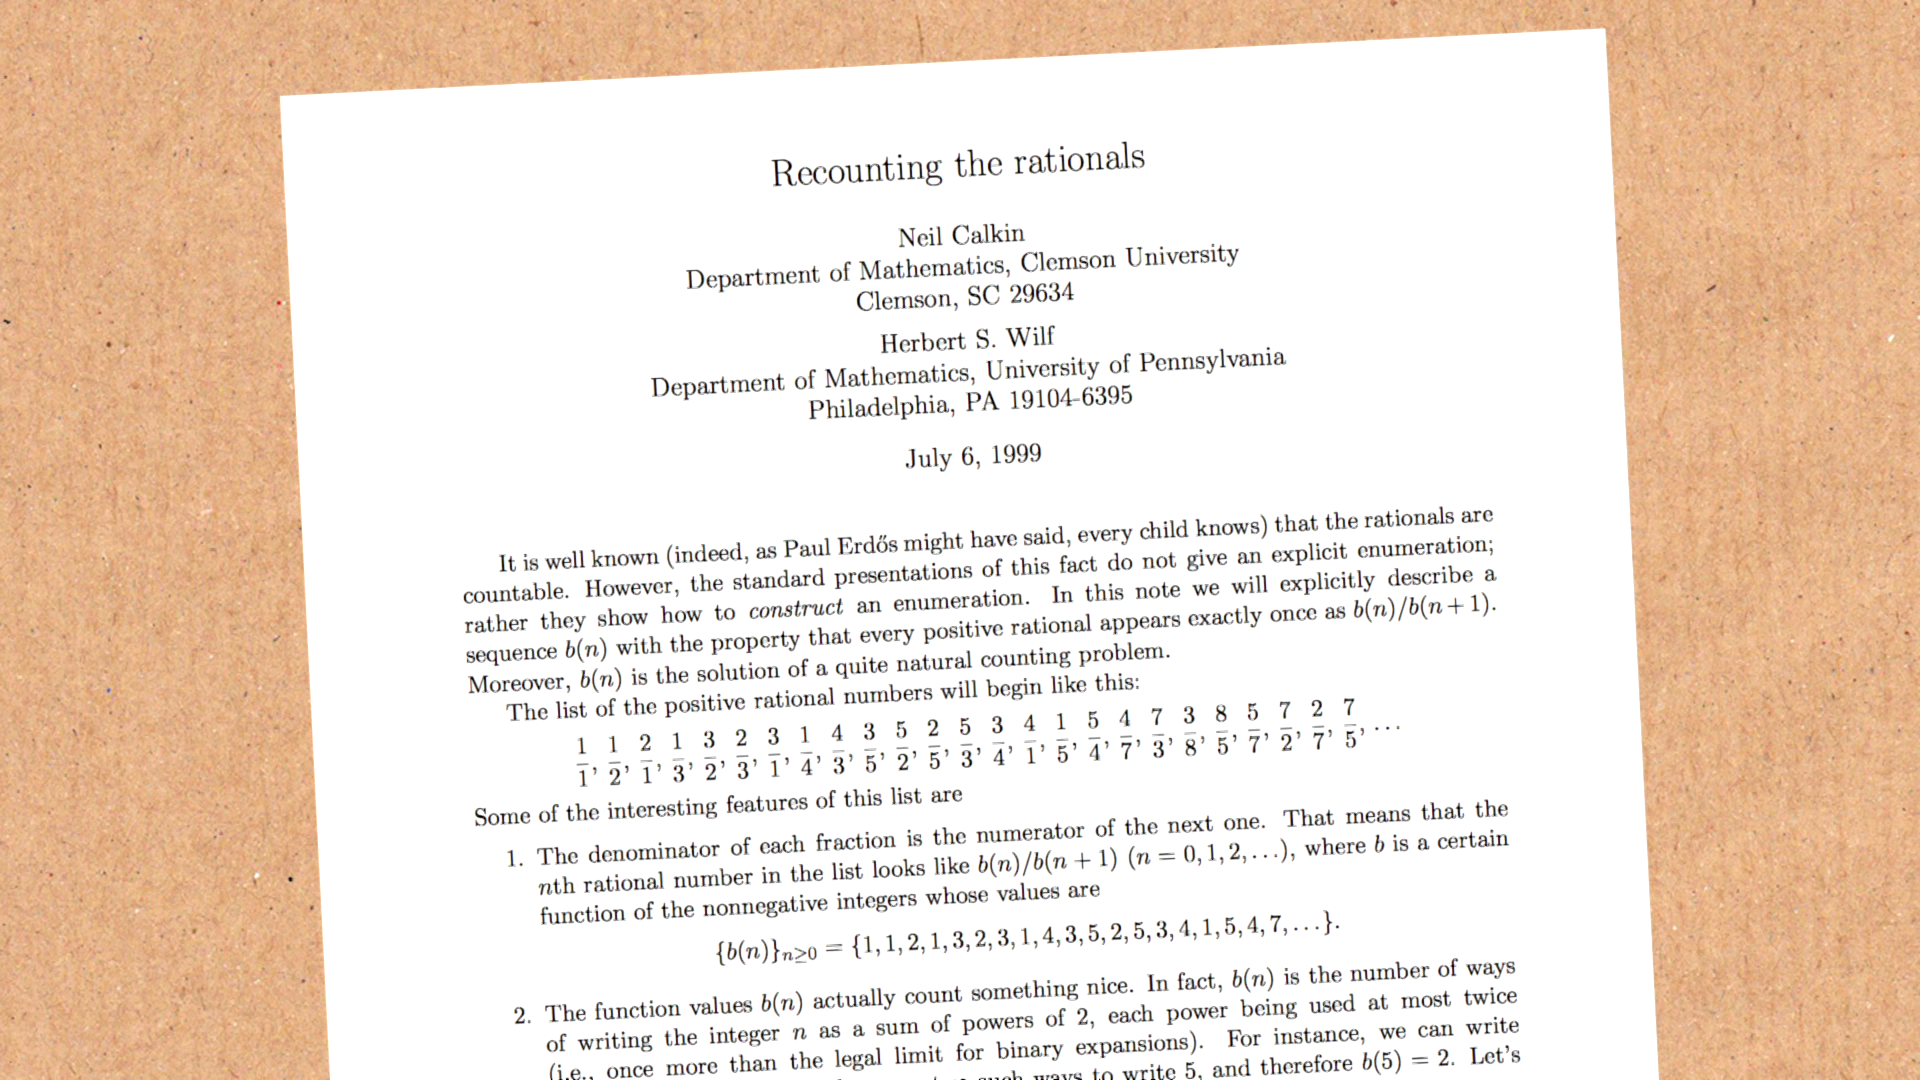 Recounting the rationals
Neil Calkin
Department of Mathematics, Clemson University
Clemson, SC 29634
Herbert S. Wilf
Department of Mathematics, University of Pennsylvania
Philadelphia, PA 19104-6395
July 6, 1999
It is well known (indeed, as Paul Erdős might have said, every child knows) that the rationals are
countable. However, the standard presentations of this fact do not give an explicit enumeration;
rather they show how to construct an enumeration. In this note we will explicitly describe a
sequence b(n) with the property that every positive rational appears exactly once as b(n)/b(n + 1).
Moreover, b(n) is the solution of a quite natural counting problem.
The list of the positive rational numbers will begin like this:
1/1, 1/2, 2/1, 1/3, 3/2, 2/3, 3/1, 1/4, 4/3, 3/5, 5/2, 2/5, 5/3, 3/4, 4/1, 1/5, 5/4, 4/7, 7/3, 3/8, 8/5, 5/7, 7/2, 2/7, 7/5, ...
Some of the interesting features of this list are
1. The denominator of each fraction is the numerator of the next one. That means that the
nth rational number in the list looks like b(n)/b(n + 1) (n = 0, 1, 2, ...), where b is a certain
function of the nonnegative integers whose values are
{b(n)}n≥0 = {1, 1, 2, 1, 3, 2, 3, 1, 4, 3, 5, 2, 5, 3, 4, 1, 5, 4, 7, ...}.
2. The function values b(n) actually count something nice. In fact, b(n) is the number of ways
of writing the integer n as a sum of powers of 2, each power being used at most twice
(i.e., once more than the legal limit for binary expansions). For instance, we can write
such ways to write 5, and therefore b(5) = 2. Let's